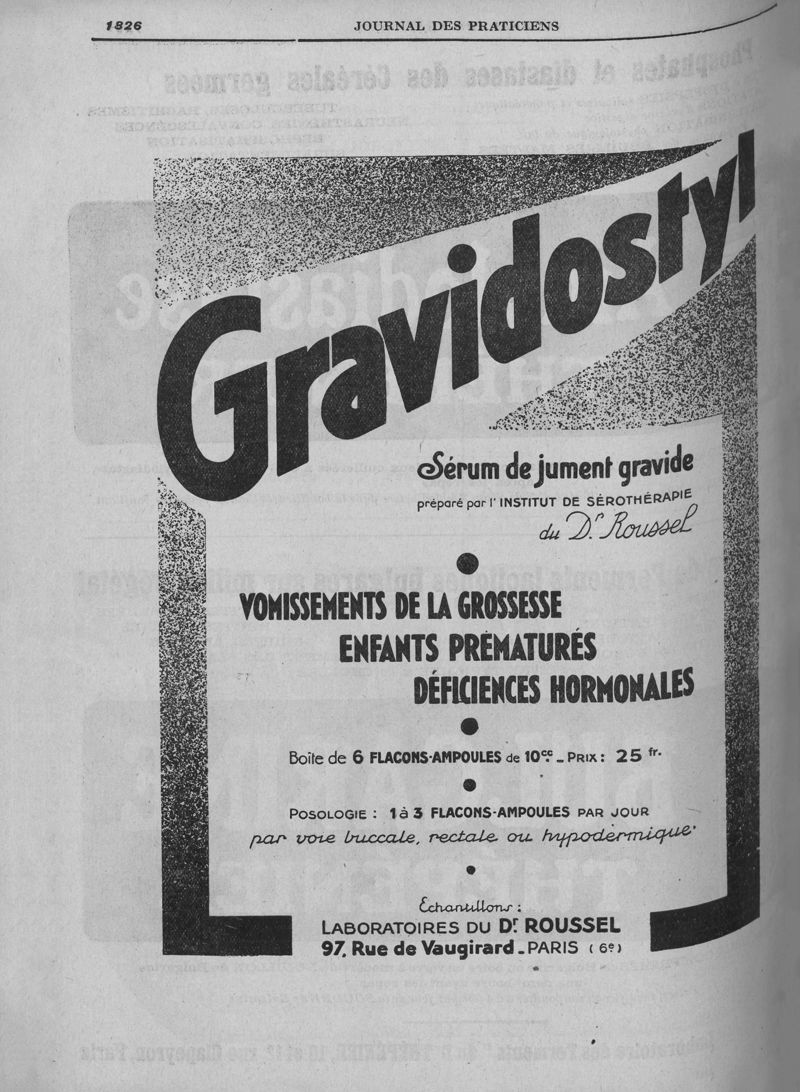 1826
JOURNAL DES PRATICIENS
Gravidostyl
Sérum de jument gravide
préparé par l'INSTITUT DE SÉROTHÉRAPIE
du Dr. Roussel
VOMISSEMENTS DE LA GROSSESSE
ENFANTS PRÉMATURÉS
DÉFICIENCES HORMONALES
Boîte de 6 FLACONS-AMPOULES de 10cc. - PRIX : 25 fr.
POSOLOGIE : 1 à 3 FLACONS-AMPOULES PAR JOUR
par voie buccale, rectale ou hypodermique.
Échantillons :
LABORATOIRES DU Dr ROUSSEL
97, Rue de Vaugirard - PARIS (6e)